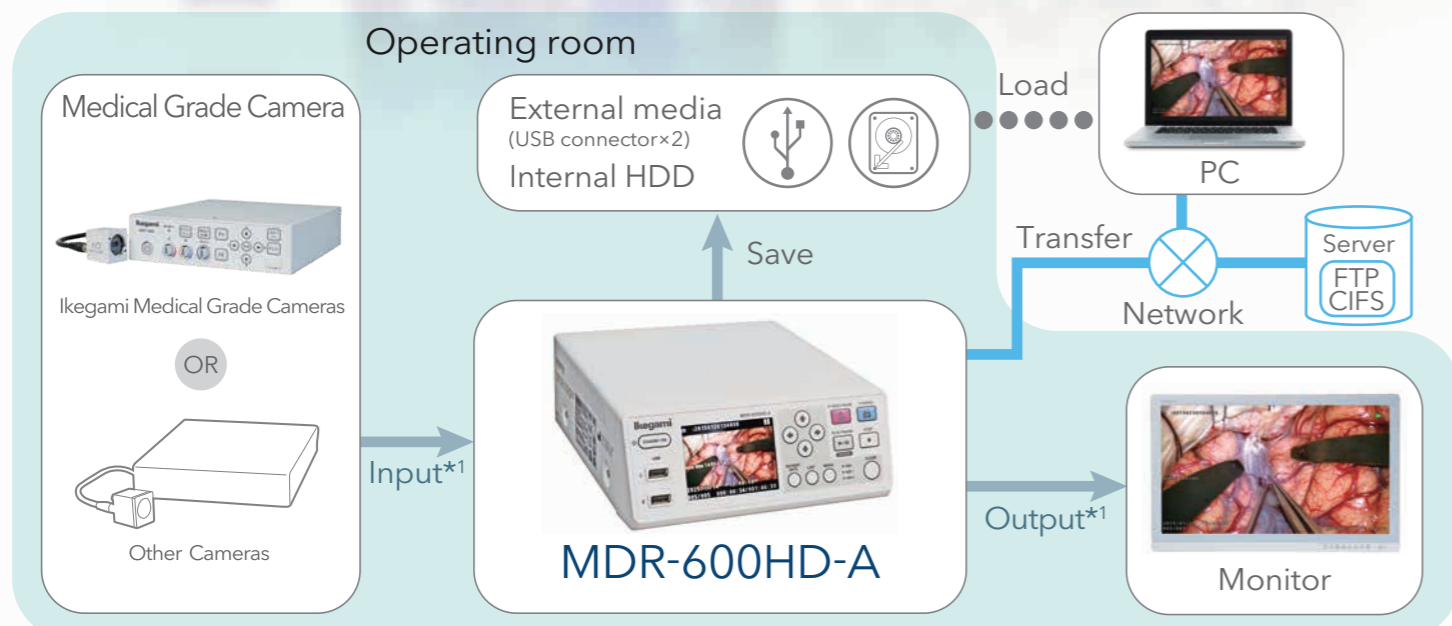 Operating room
Medical Grade Camera
Ikegami Medical Grade Cameras
OR
Other Cameras
Input*1
External media
(USB connector×2)
Internal HDD
Save
Load
PC
Transfer
Network
Server
FTP
CIFS
Ikegami
MDR-600HD-A
Output*1
Monitor